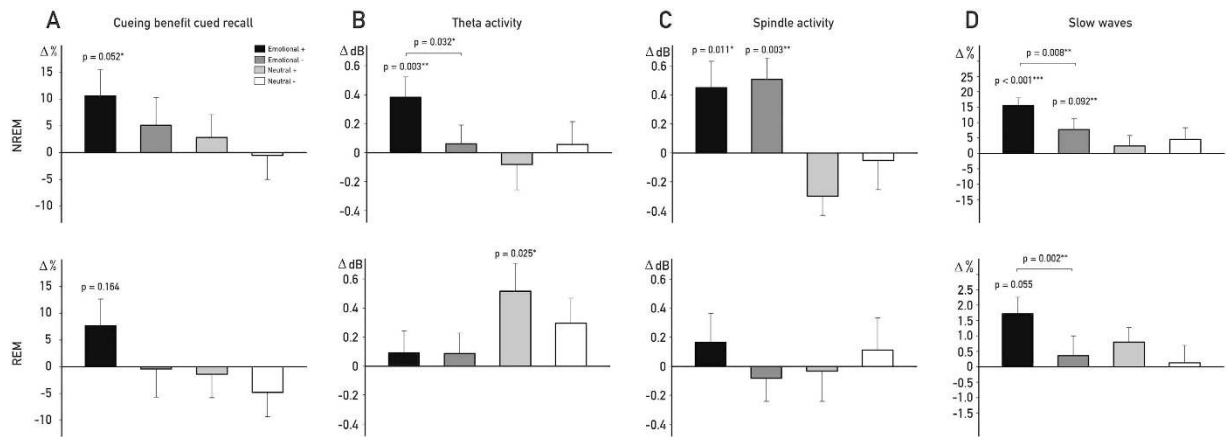 A Cueing benefit cued recall
B Theta activity
C Spindle activity
D Slow waves
NREM
Δ %
15
10
5
0
-5
-10
p = 0.052*
Emotional +
Emotional -
Neutral +
Neutral -
Δ dB
0.6
0.4
0.2
0
-0.2
-0.4
p = 0.032*
p = 0.003**
Δ dB
0.6
0.4
0.2
0
-0.2
-0.4
p = 0.011*
p = 0.003**
Δ %
25
20
15
10
5
0
-5
-10
-15
p = 0.008**
p < 0.001***
p = 0.092**
REM
Δ %
15
10
5
0
-5
-10
p = 0.164
Δ dB
0.6
0.4
0.2
0
-0.2
-0.4
p = 0.025*
Δ dB
0.6
0.4
0.2
0
-0.2
-0.4
Δ %
2.5
2.0
1.5
1.0
0.5
0
-0.5
-1.0
-1.5
p = 0.002**
p = 0.055